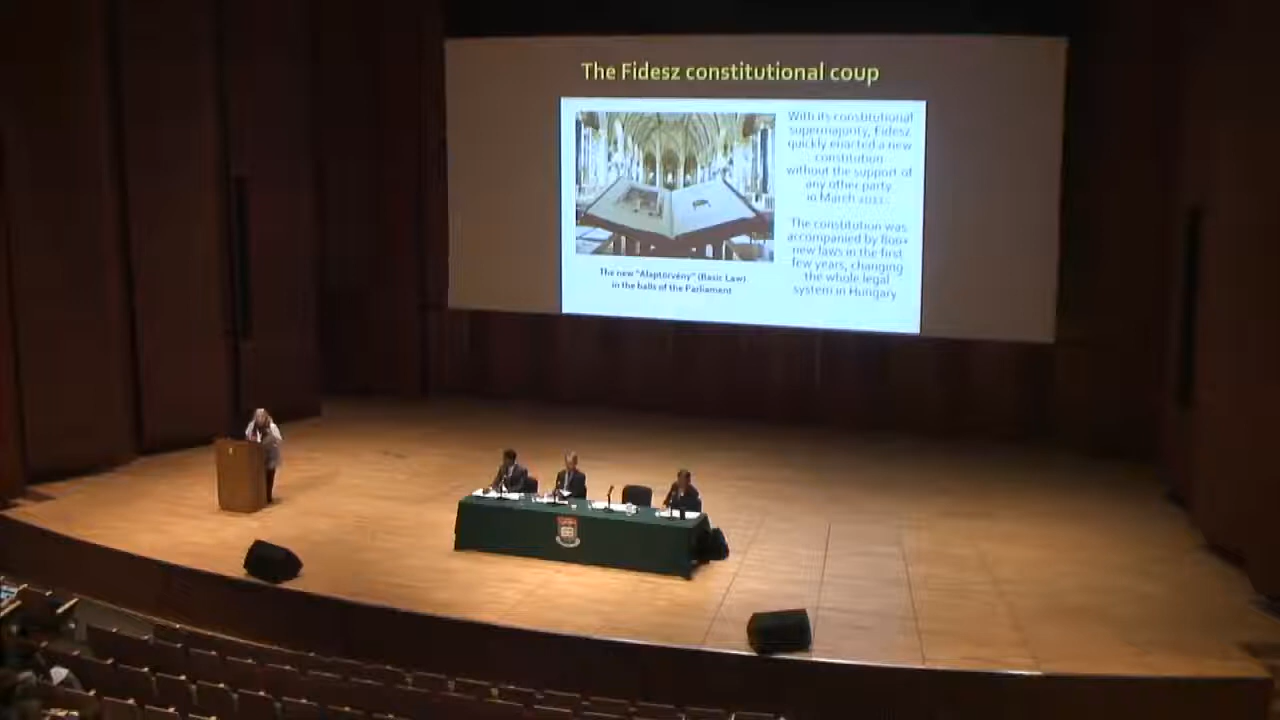 The Fidesz constitutional coup
With its constitutional
supermajority, Fidesz
quickly enacted a new
constitution
without the support of
any other party
in March 2011.
The constitution was
accompanied by 800+
new laws in the first
few years, changing
the whole legal
system in Hungary
The new "Alaptörvény" (Basic Law)
in the halls of the Parliament